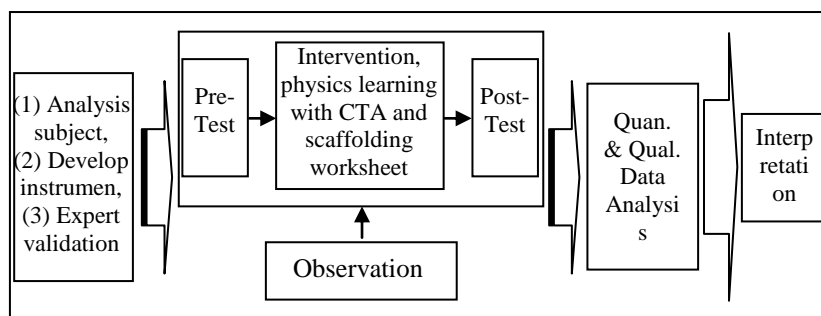 (1) Analysis
subject,
(2) Develop
instrumen,
(3) Expert
validation
Pre-
Test
Intervention,
physics learning
with CTA and
scaffolding
worksheet
Post-
Test
Observation
Quan.
& Qual.
Data
Analysi
s
Interp
retati
on